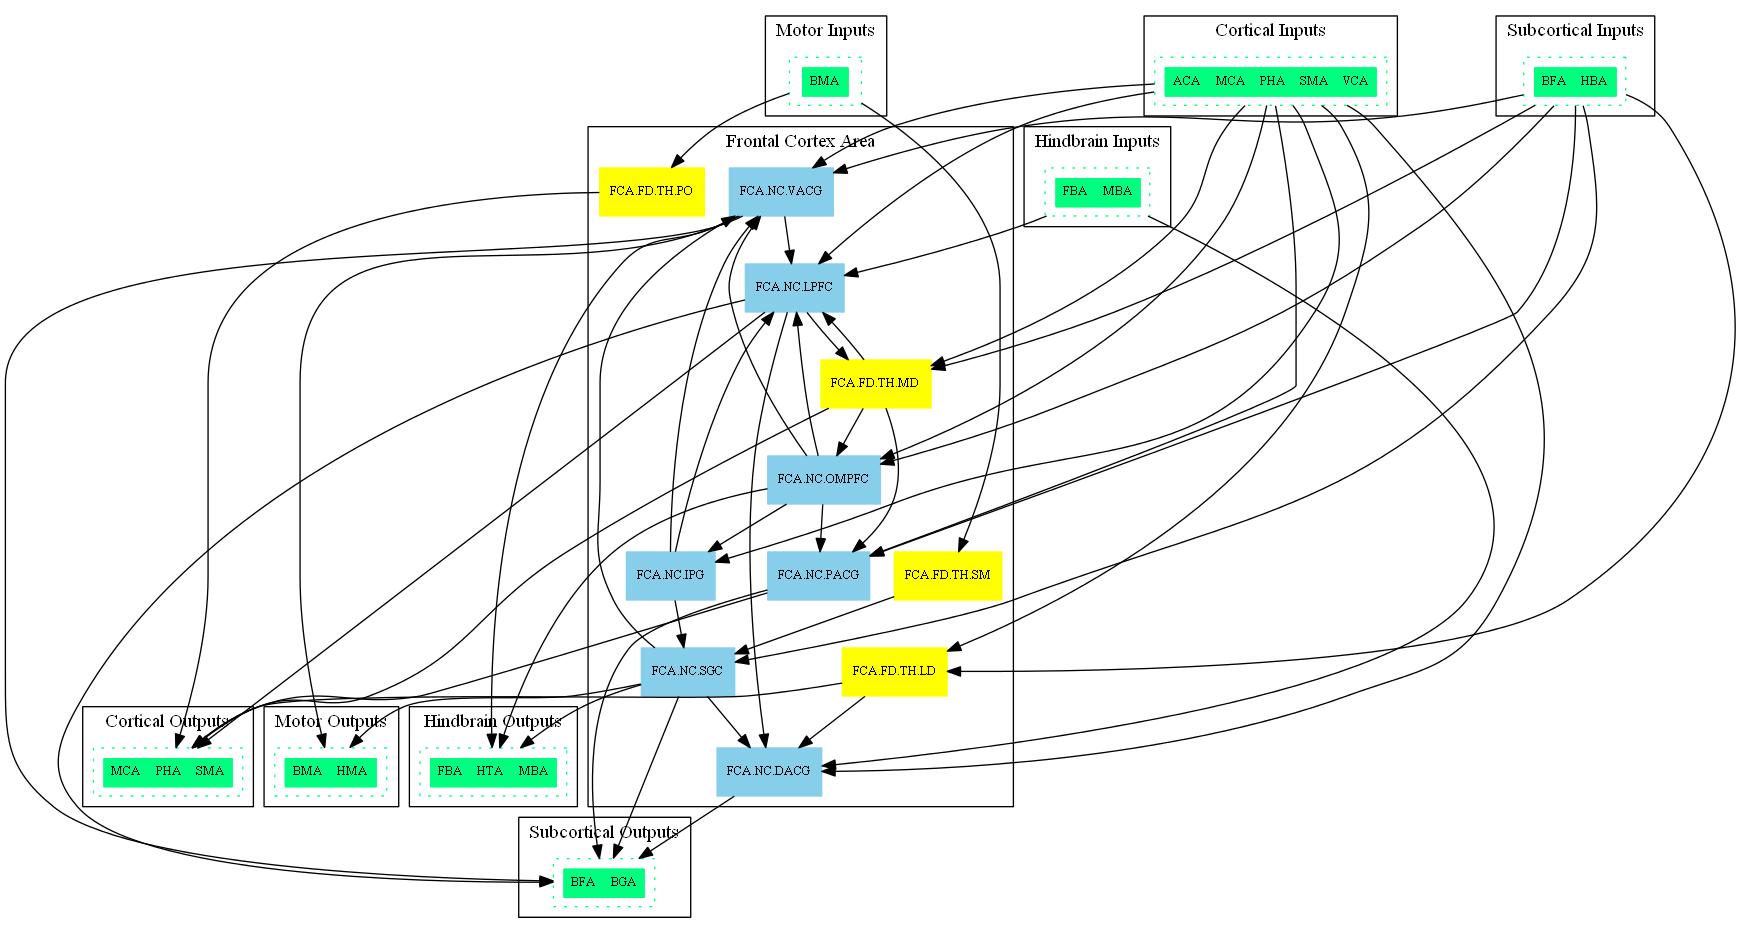 Motor Inputs
BMA
Cortical Inputs
ACA MCA PHA SMA VCA
Subcortical Inputs
BFA HBA
Frontal Cortex Area
Hindbrain Inputs
FBA MBA
FCA.FD.TH.PO
FCA.NC.VACG
FCA.NC.LPFC
FCA.FD.TH.MD
FCA.NC.OMPFC
FCA.NC.IPG
FCA.NC.PACG
FCA.FD.TH.SM
FCA.NC.SGC
FCA.FD.TH.LD
Cortical Outputs
MCA PHA SMA
Motor Outputs
BMA HMA
Hindbrain Outputs
FBA HTA MBA
FCA.NC.DACG
Subcortical Outputs
BFA BGA